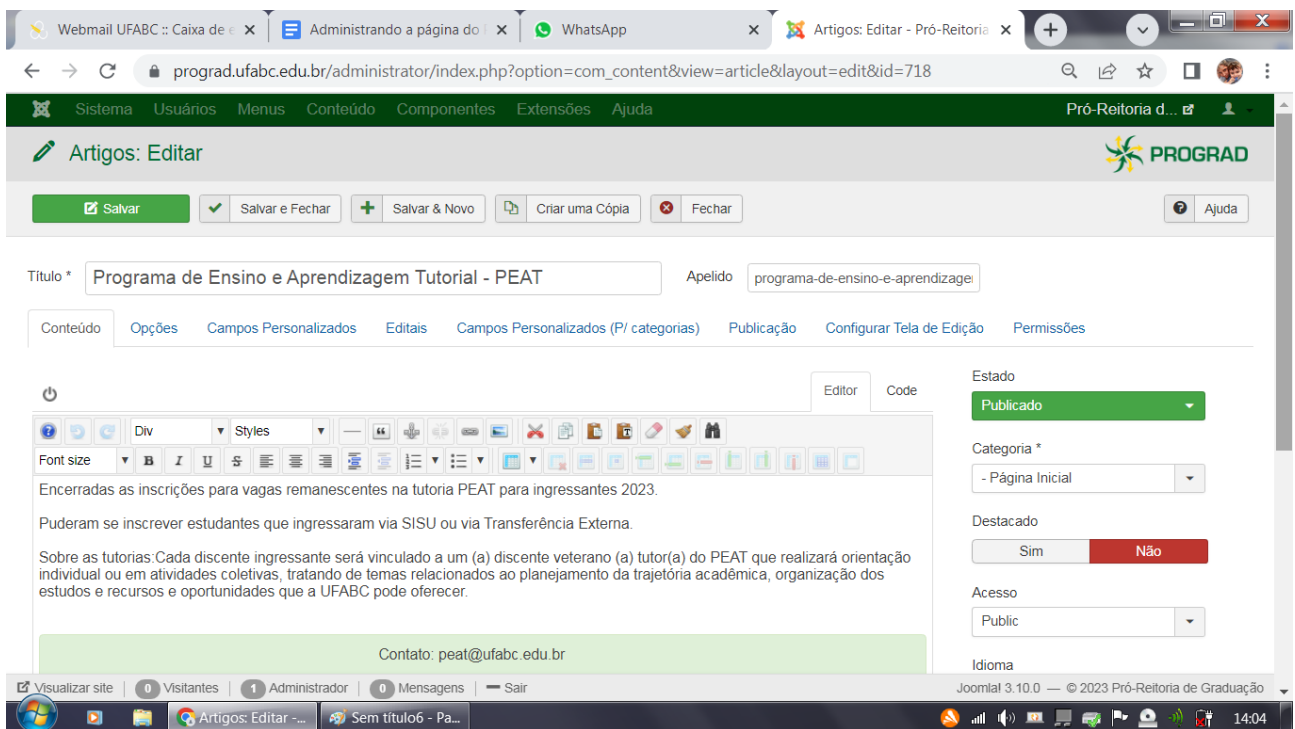 Webmail UFABC :: Caixa de e
Administrando a página do
WhatsApp
Artigos: Editar - Pró-Reitoria
prograd.ufabc.edu.br/administrator/index.php?option=com_content&view=article&layout=edit&id=718
Sistema Usuários Menus Conteúdo Componentes Extensões Ajuda
Pró-Reitoria d...
Artigos: Editar
PROGRAD
Salvar
Salvar e Fechar
Salvar & Novo
Criar uma Cópia
Fechar
Ajuda
Título * Programa de Ensino e Aprendizagem Tutorial - PEAT
Apelido programa-de-ensino-e-aprendizage
Conteúdo Opções Campos Personalizados Editais Campos Personalizados (P/ categorias) Publicação Configurar Tela de Edição Permissões
Editor Code
Div Styles
Font size B I U S
Encerradas as inscrições para vagas remanescentes na tutoria PEAT para ingressantes 2023.
Puderam se inscrever estudantes que ingressaram via SISU ou via Transferência Externa.
Sobre as tutorias:Cada discente ingressante será vinculado a um (a) discente veterano (a) tutor(a) do PEAT que realizará orientação
individual ou em atividades coletivas, tratando de temas relacionados ao planejamento da trajetória acadêmica, organização dos
estudos e recursos e oportunidades que a UFABC pode oferecer.
Contato: peat@ufabc.edu.br
Estado
Publicado
Categoria *
- Página Inicial
Destacado
Sim Não
Acesso
Public
Idioma
Visualizar site 0 Visitantes 1 Administrador 0 Mensagens Sair
Joomla! 3.10.0 — © 2023 Pró-Reitoria de Graduação
Artigos: Editar -...
Sem título6 - Pa...
14:04